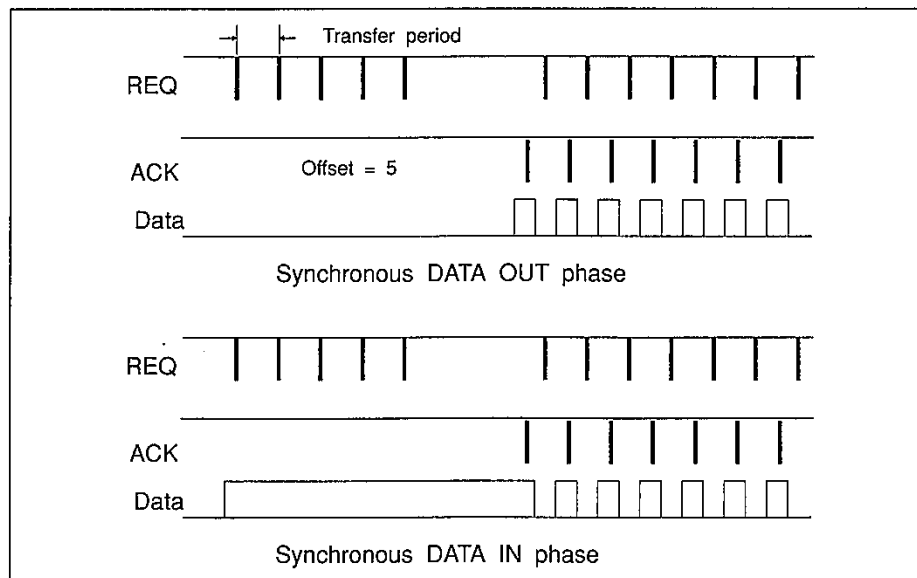 Transfer period
REQ
ACK
Offset = 5
Data
Synchronous DATA OUT phase
REQ
ACK
Data
Synchronous DATA IN phase